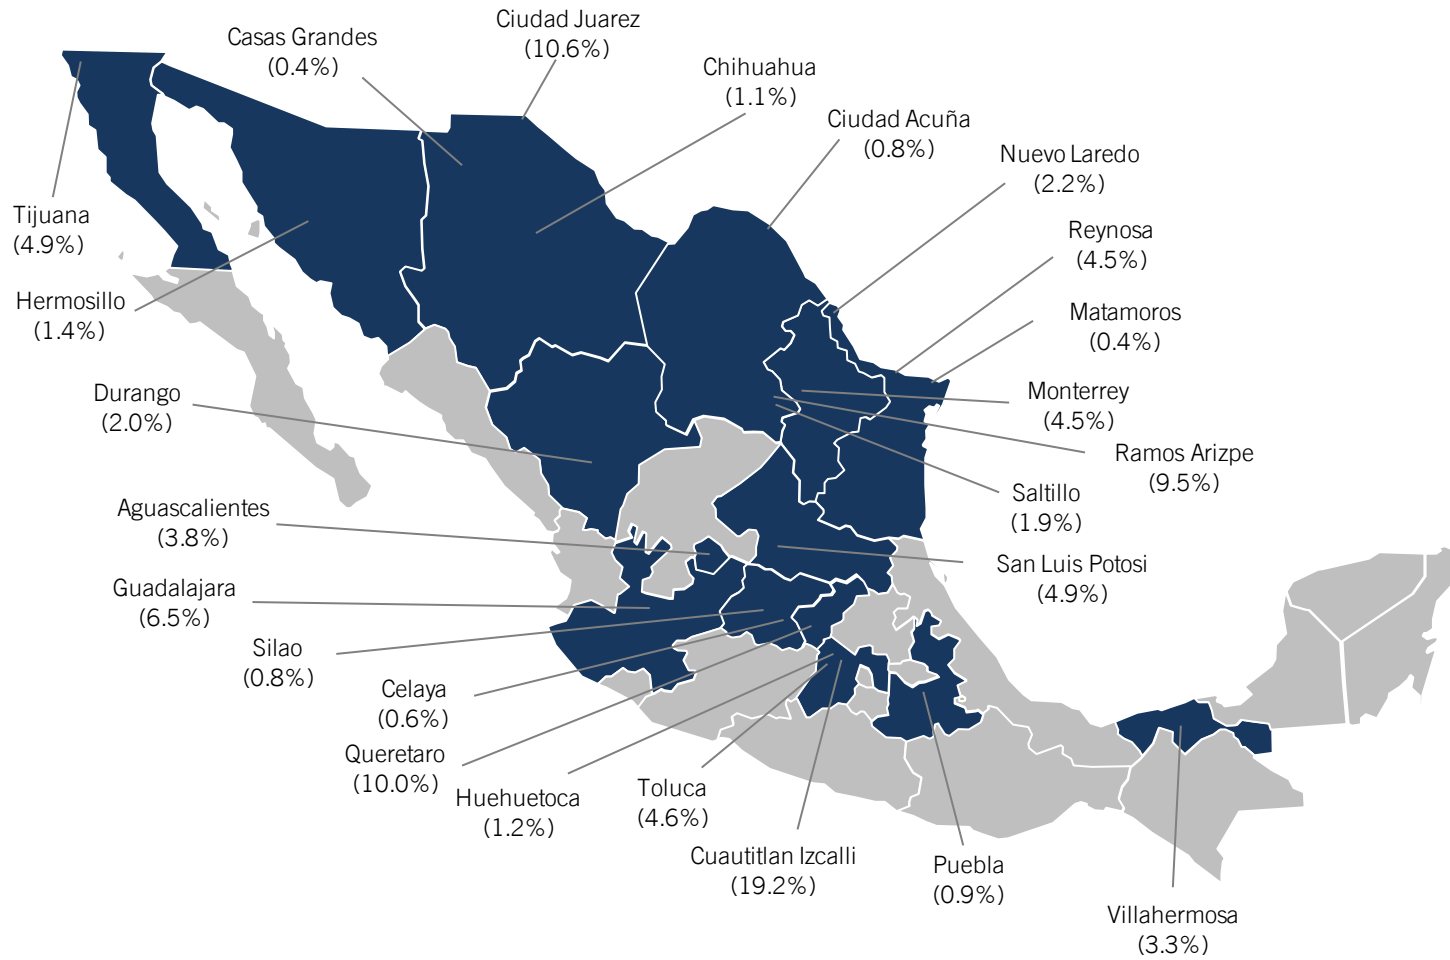 Ciudad Juarez
(10.6%)
Casas Grandes
(0.4%)
Chihuahua
(1.1%)
Ciudad Acuña
(0.8%)
Nuevo Laredo
(2.2%)
Tijuana
(4.9%)
Reynosa
(4.5%)
Hermosillo
(1.4%)
Matamoros
(0.4%)
Durango
(2.0%)
Monterrey
(4.5%)
Ramos Arizpe
(9.5%)
Saltillo
(1.9%)
Aguascalientes
(3.8%)
San Luis Potosi
(4.9%)
Guadalajara
(6.5%)
Silao
(0.8%)
Celaya
(0.6%)
Queretaro
(10.0%)
Huehuetoca
(1.2%)
Toluca
(4.6%)
Cuautitlan Izcalli
(19.2%)
Puebla
(0.9%)
Villahermosa
(3.3%)